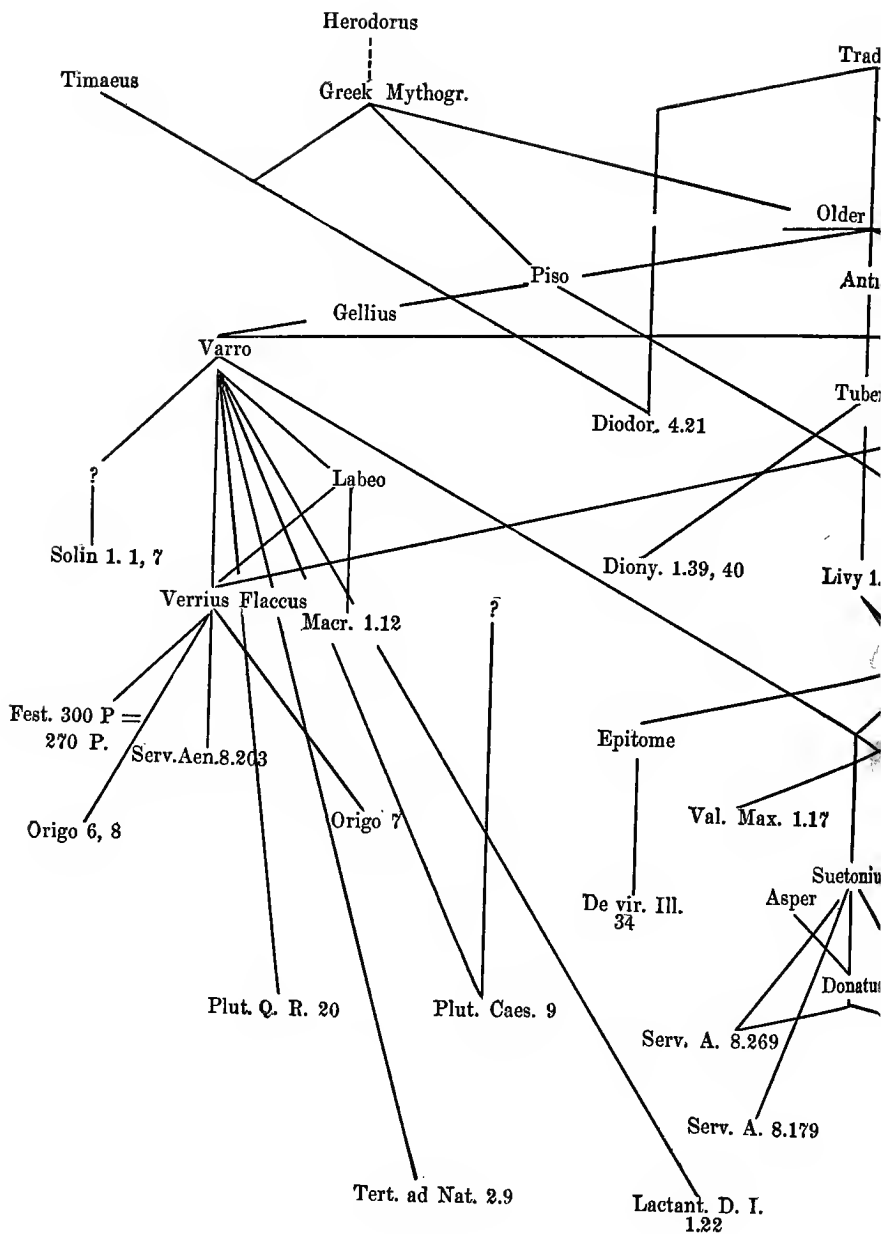 Herodorus
Timaeus
Trad
Greek Mythogr.
Older
Piso
Gellius
Varro
Tuber
Diodor. 4.21
?
Labeo
Solin 1. 1, 7
Diony. 1.39, 40
Livy 1.
Verrius Flaccus
?
Macr. 1.12
Fest. 300 P =
270 P.
Serv. Aen. 8.203
Epitome
Origo 6, 8
Origo 7
Val. Max. 1.17
Suetoniu
Asper
De vir. Ill.
34
Plut. Q. R. 20
Plut. Caes. 9
Donatus
Serv. A. 8.269
Serv. A. 8.179
Tert. ad Nat. 2.9
Lactant. D. I.
1.22